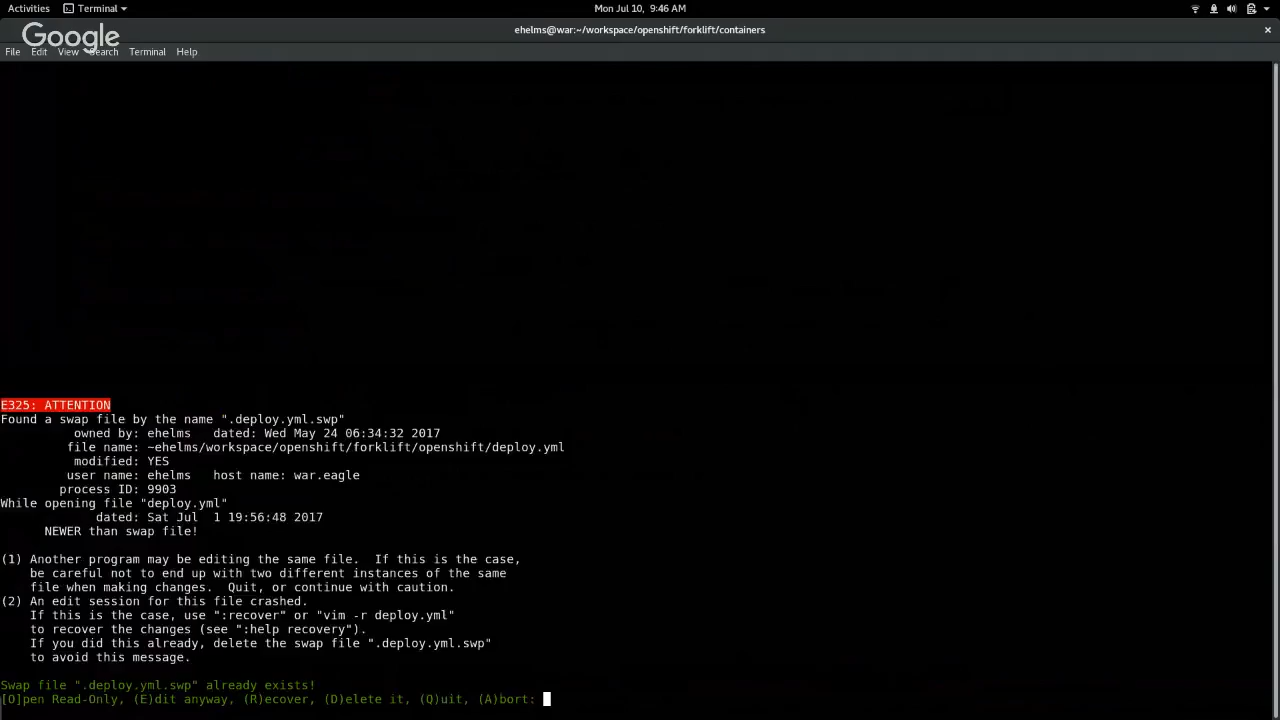 Activities Terminal Mon Jul 10, 9:46 AM
Google
ehelms@war:~/workspace/openshift/forklift/containers
File Edit View Search Terminal Help
E325: ATTENTION
Found a swap file by the name ".deploy.yml.swp"
owned by: ehelms dated: Wed May 24 06:34:32 2017
file name: ~ehelms/workspace/openshift/forklift/openshift/deploy.yml
modified: YES
user name: ehelms host name: war.eagle
process ID: 9903
While opening file "deploy.yml"
dated: Sat Jul 1 19:56:48 2017
NEWER than swap file!
(1) Another program may be editing the same file. If this is the case,
be careful not to end up with two different instances of the same
file when making changes. Quit, or continue with caution.
(2) An edit session for this file crashed.
If this is the case, use ":recover" or "vim -r deploy.yml"
to recover the changes (see ":help recovery").
If you did this already, delete the swap file ".deploy.yml.swp"
to avoid this message.
Swap file ".deploy.yml.swp" already exists!
[O]pen Read-Only, (E)dit anyway, (R)ecover, (D)elete it, (Q)uit, (A)bort: